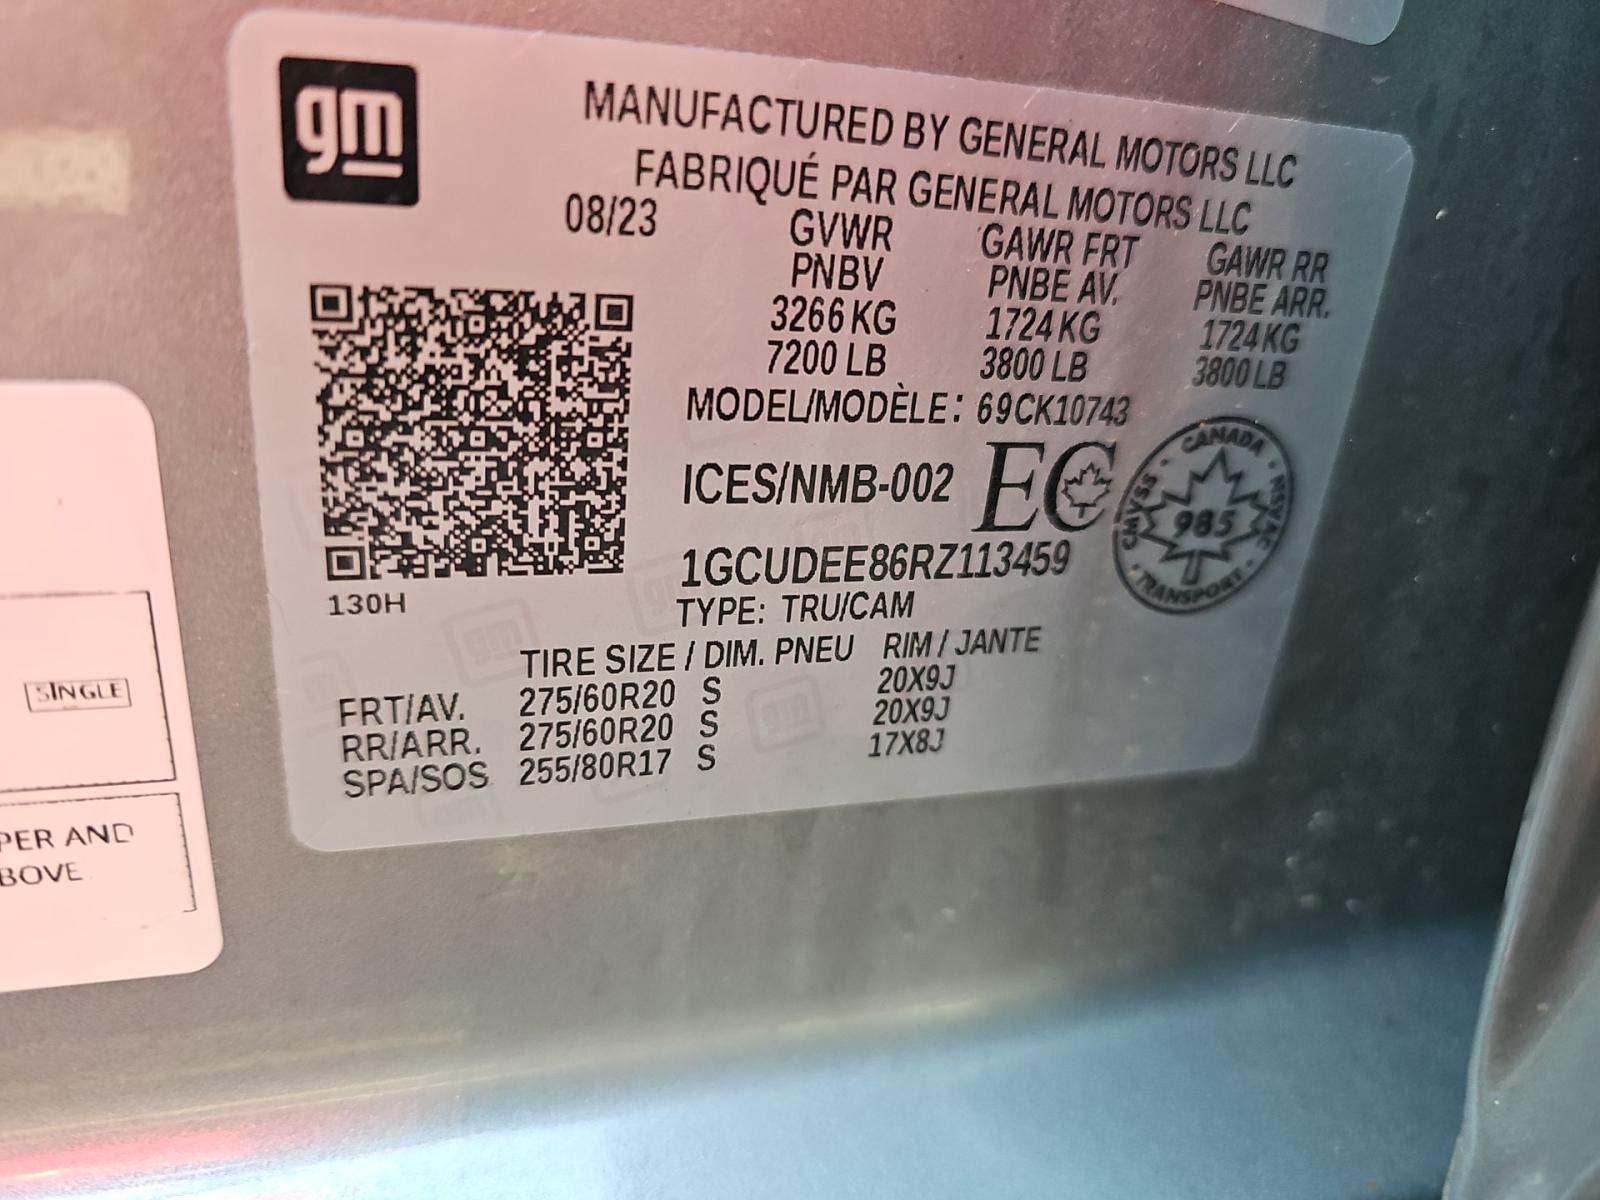 gm
MANUFACTURED BY GENERAL MOTORS LLC
FABRIQUÉ PAR GENERAL MOTORS LLC
08/23
GVWR GAWR FRT GAWR RR
PNBV PNBE AV. PNBE ARR.
3266 KG 1724 KG 1724 KG
7200 LB 3800 LB 3800 LB
MODEL/MODÈLE: 69CK10743
ICES/NMB-002 EC
CANADA
CMVSS · NSVAC
985
TRANSPORT
1GCUDEE86RZ113459
130H
TYPE: TRU/CAM
TIRE SIZE / DIM. PNEU RIM / JANTE
FRT/AV. 275/60R20 S 20X9J
RR/ARR. 275/60R20 S 20X9J
SPA/SOS 255/80R17 S 17X8J
SINGLE
PER AND
BOVE